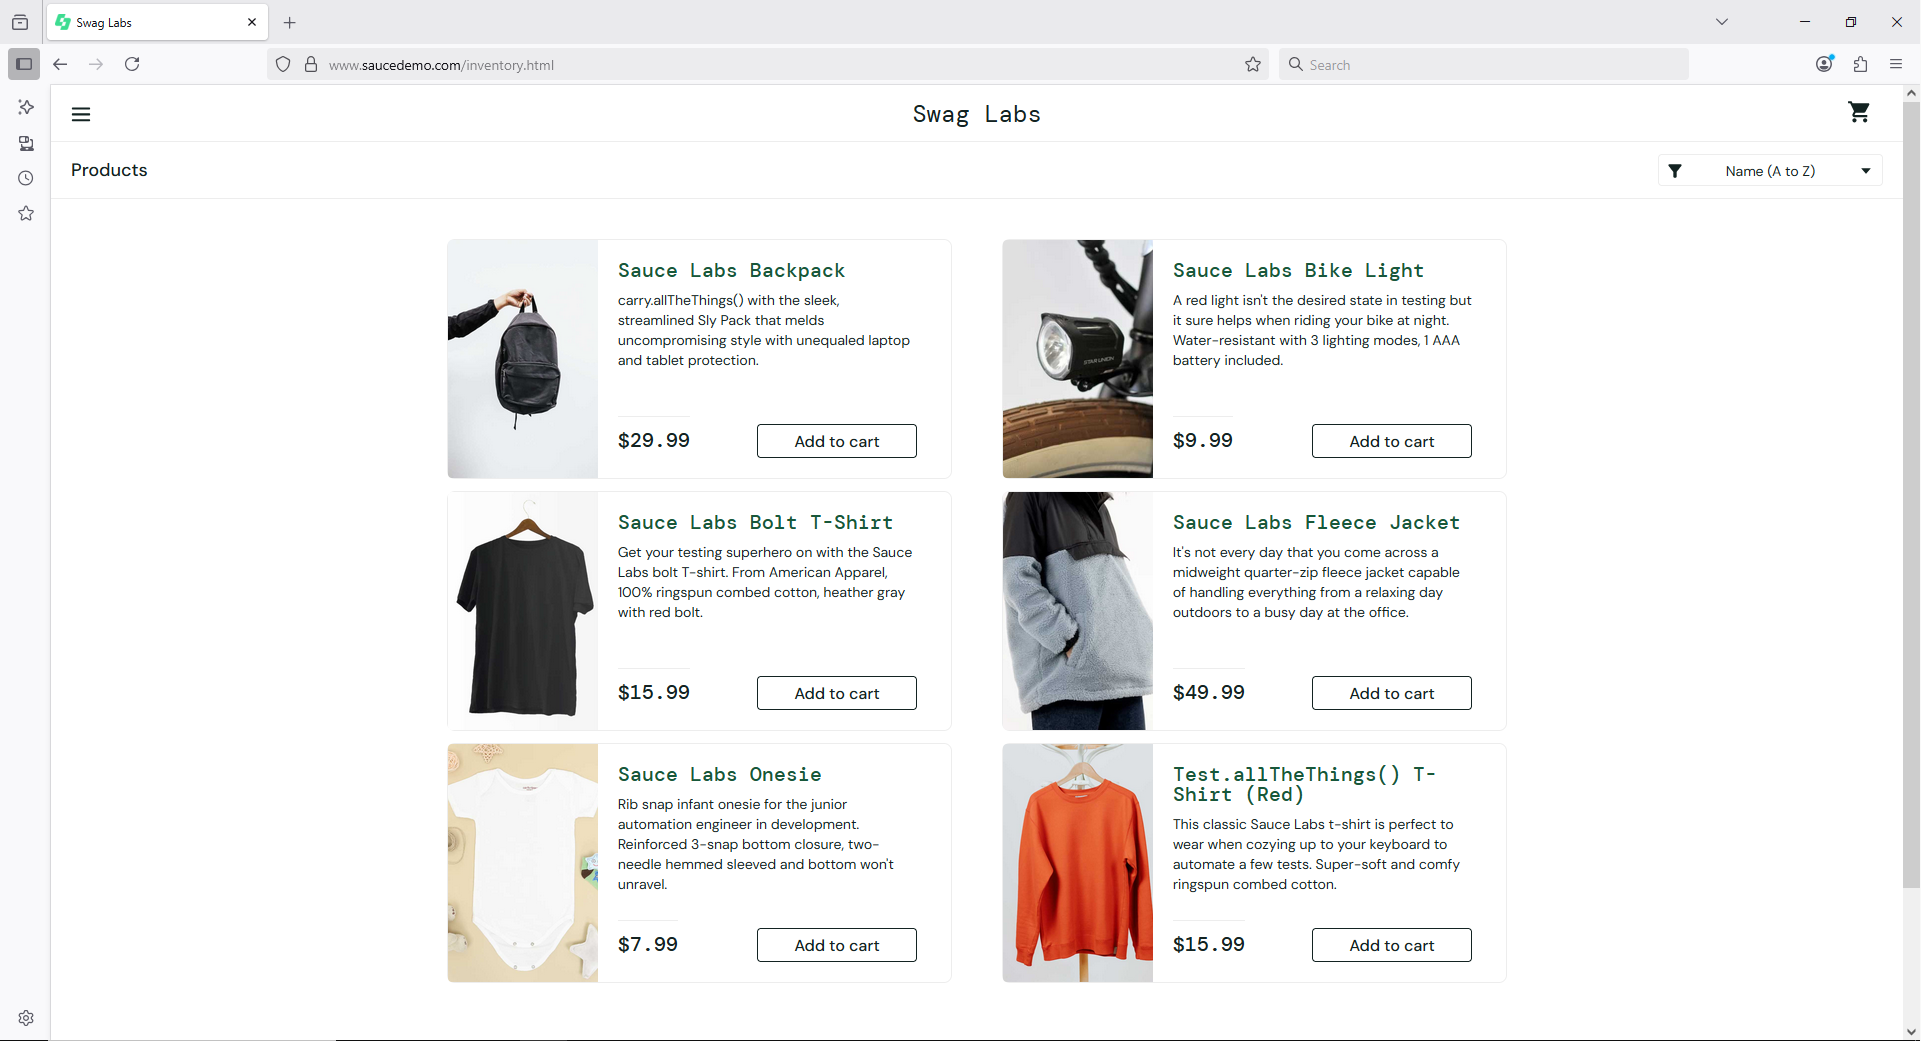 Swag Labs
www.saucedemo.com/inventory.html
Search
Swag Labs
Products
Name (A to Z)
Sauce Labs Backpack
carry.allTheThings() with the sleek,
streamlined Sly Pack that melds
uncompromising style with unequaled laptop
and tablet protection.
$29.99
Add to cart
Sauce Labs Bike Light
A red light isn't the desired state in testing but
it sure helps when riding your bike at night.
Water-resistant with 3 lighting modes, 1 AAA
battery included.
STAR UNION
$9.99
Add to cart
Sauce Labs Bolt T-Shirt
Get your testing superhero on with the Sauce
Labs bolt T-shirt. From American Apparel,
100% ringspun combed cotton, heather gray
with red bolt.
$15.99
Add to cart
Sauce Labs Fleece Jacket
It's not every day that you come across a
midweight quarter-zip fleece jacket capable
of handling everything from a relaxing day
outdoors to a busy day at the office.
$49.99
Add to cart
Sauce Labs Onesie
Rib snap infant onesie for the junior
automation engineer in development.
Reinforced 3-snap bottom closure, two-
needle hemmed sleeved and bottom won't
unravel.
$7.99
Add to cart
Test.allTheThings() T-
Shirt (Red)
This classic Sauce Labs t-shirt is perfect to
wear when cozying up to your keyboard to
automate a few tests. Super-soft and comfy
ringspun combed cotton.
$15.99
Add to cart